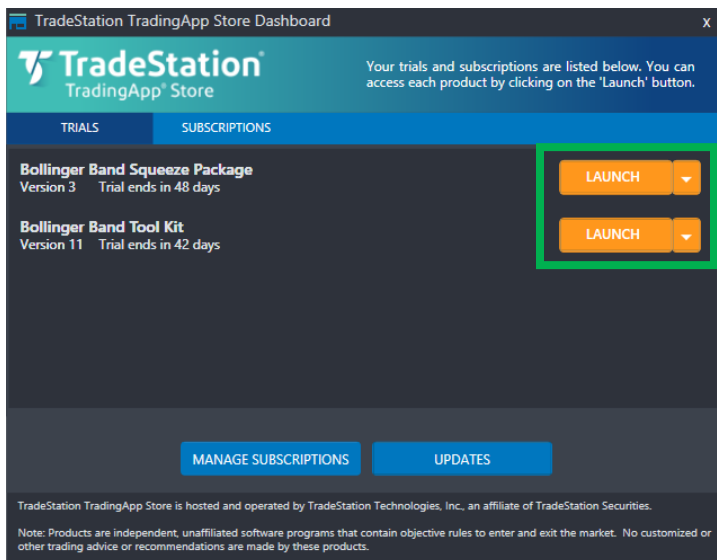 TradeStation TradingApp Store Dashboard
x
TradeStation®
TradingApp® Store
Your trials and subscriptions are listed below. You can
access each product by clicking on the 'Launch' button.
TRIALS
SUBSCRIPTIONS
Bollinger Band Squeeze Package
Version 3 Trial ends in 48 days
LAUNCH
Bollinger Band Tool Kit
Version 11 Trial ends in 42 days
LAUNCH
MANAGE SUBSCRIPTIONS
UPDATES
TradeStation TradingApp Store is hosted and operated by TradeStation Technologies, Inc., an affiliate of TradeStation Securities.
Note: Products are independent, unaffiliated software programs that contain objective rules to enter and exit the market. No customized or
other trading advice or recommendations are made by these products.